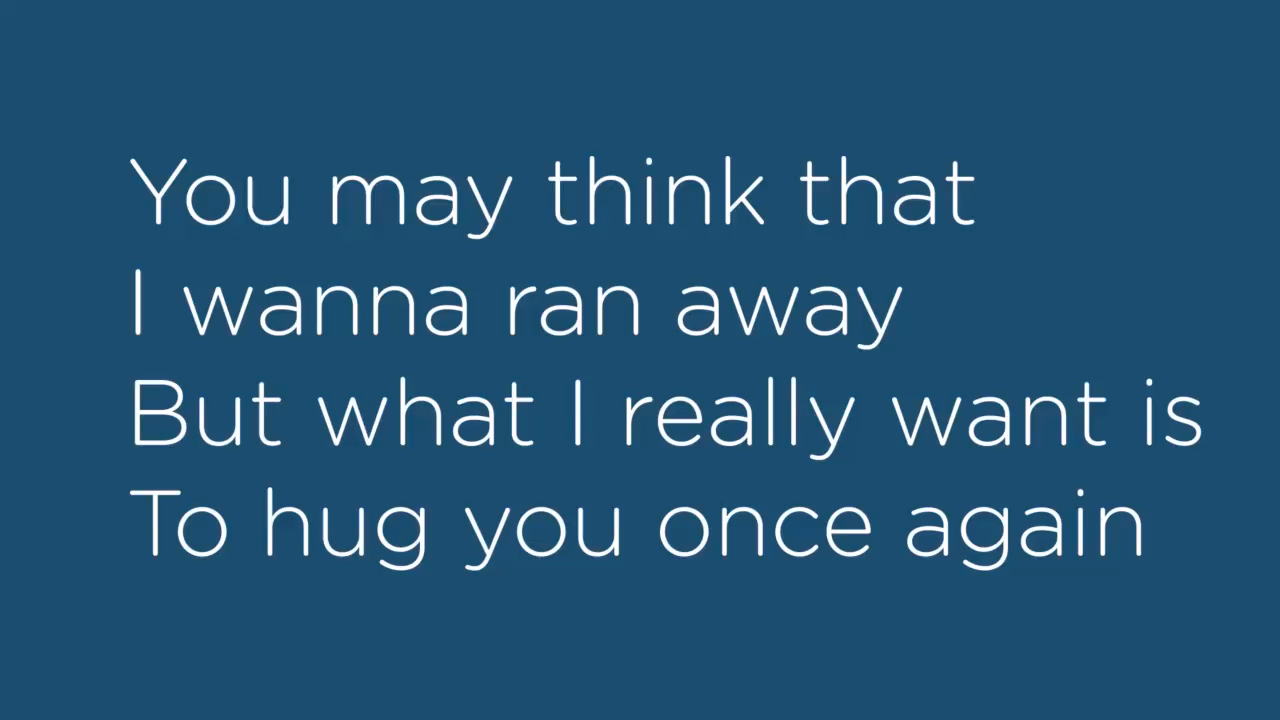 You may think that
I wanna ran away
But what I really want is
To hug you once again